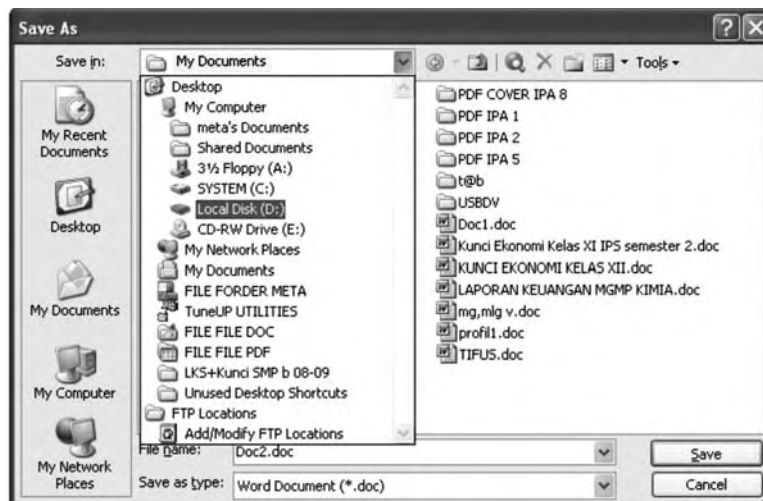 Save As
Save in:
My Documents
Tools
My Recent
Documents
Desktop
My Documents
My Computer
My Network
Places
Desktop
My Computer
meta's Documents
Shared Documents
3½ Floppy (A:)
SYSTEM (C:)
Local Disk (D:)
CD-RW Drive (E:)
My Network Places
My Documents
FILE FORDER META
TuneUP UTILITIES
FILE FILE DOC
FILE FILE PDF
LKS+Kunci SMP b 08-09
Unused Desktop Shortcuts
FTP Locations
Add/Modify FTP Locations
PDF COVER IPA 8
PDF IPA 1
PDF IPA 2
PDF IPA 5
t@b
USBDV
Doc1.doc
Kunci Ekonomi Kelas XI IPS semester 2.doc
KUNCI EKONOMI KELAS XII.doc
LAPORAN KEUANGAN MGMP KIMIA.doc
mg,mlg v.doc
profil1.doc
TIFUS.doc
File name:
Doc2.doc
Save
Save as type:
Word Document (*.doc)
Cancel